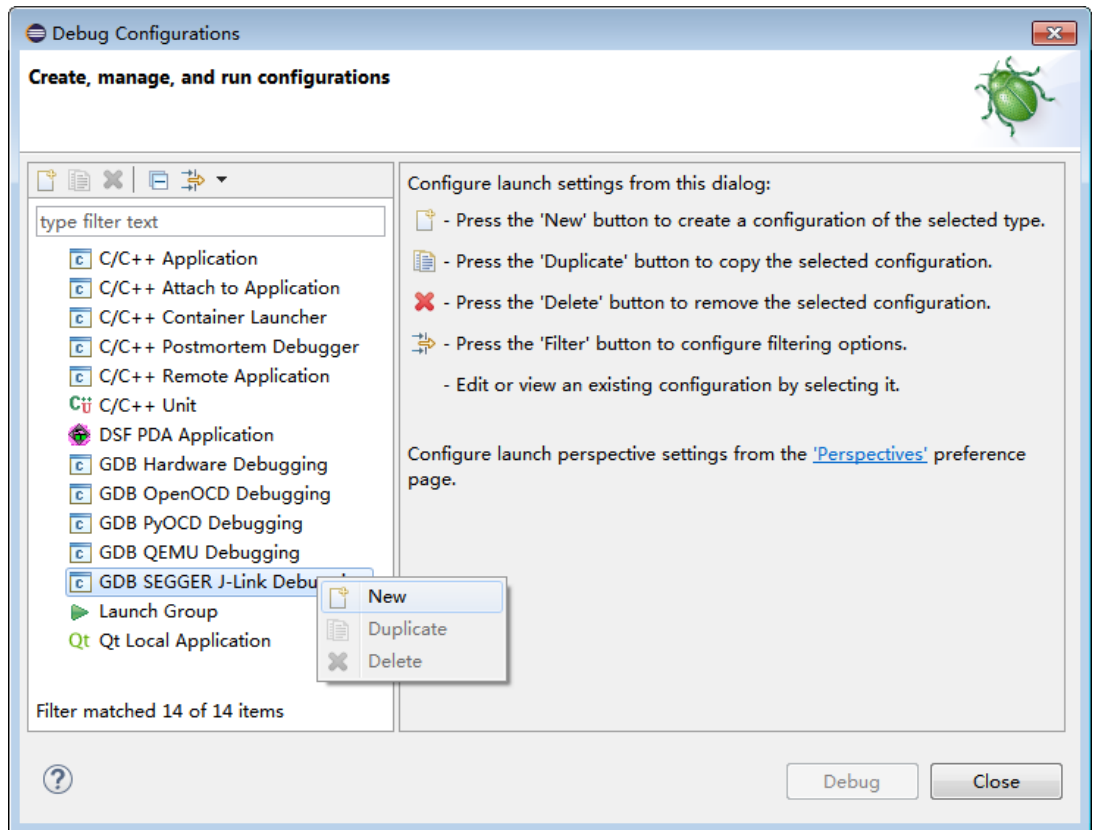 Debug Configurations
Create, manage, and run configurations
type filter text
C/C++ Application
C/C++ Attach to Application
C/C++ Container Launcher
C/C++ Postmortem Debugger
C/C++ Remote Application
C/C++ Unit
DSF PDA Application
GDB Hardware Debugging
GDB OpenOCD Debugging
GDB PyOCD Debugging
GDB QEMU Debugging
GDB SEGGER J-Link
Launch Group
Qt Local Application
New
Duplicate
Delete
Filter matched 14 of 14 items
Configure launch settings from this dialog:
- Press the 'New' button to create a configuration of the selected type.
- Press the 'Duplicate' button to copy the selected configuration.
- Press the 'Delete' button to remove the selected configuration.
- Press the 'Filter' button to configure filtering options.
- Edit or view an existing configuration by selecting it.
Configure launch perspective settings from the 'Perspectives' preference
page.
Debug
Close